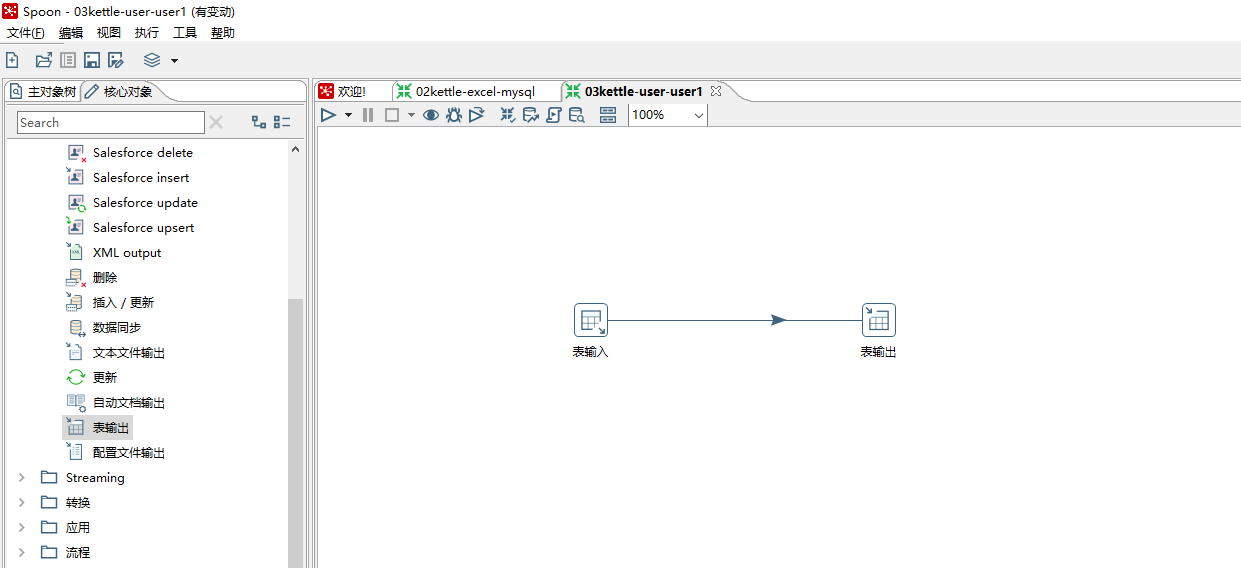 Spoon - 03kettle-user-user1 (有变动)
文件(F) 编辑 视图 执行 工具 帮助
主对象树 核心对象
欢迎! 02kettle-excel-mysql 03kettle-user-user1
Search
100%
Salesforce delete
Salesforce insert
Salesforce update
Salesforce upsert
XML output
删除
插入 / 更新
数据同步
文本文件输出
更新
自动文档输出
表输出
配置文件输出
Streaming
转换
应用
流程
表输入
表输出